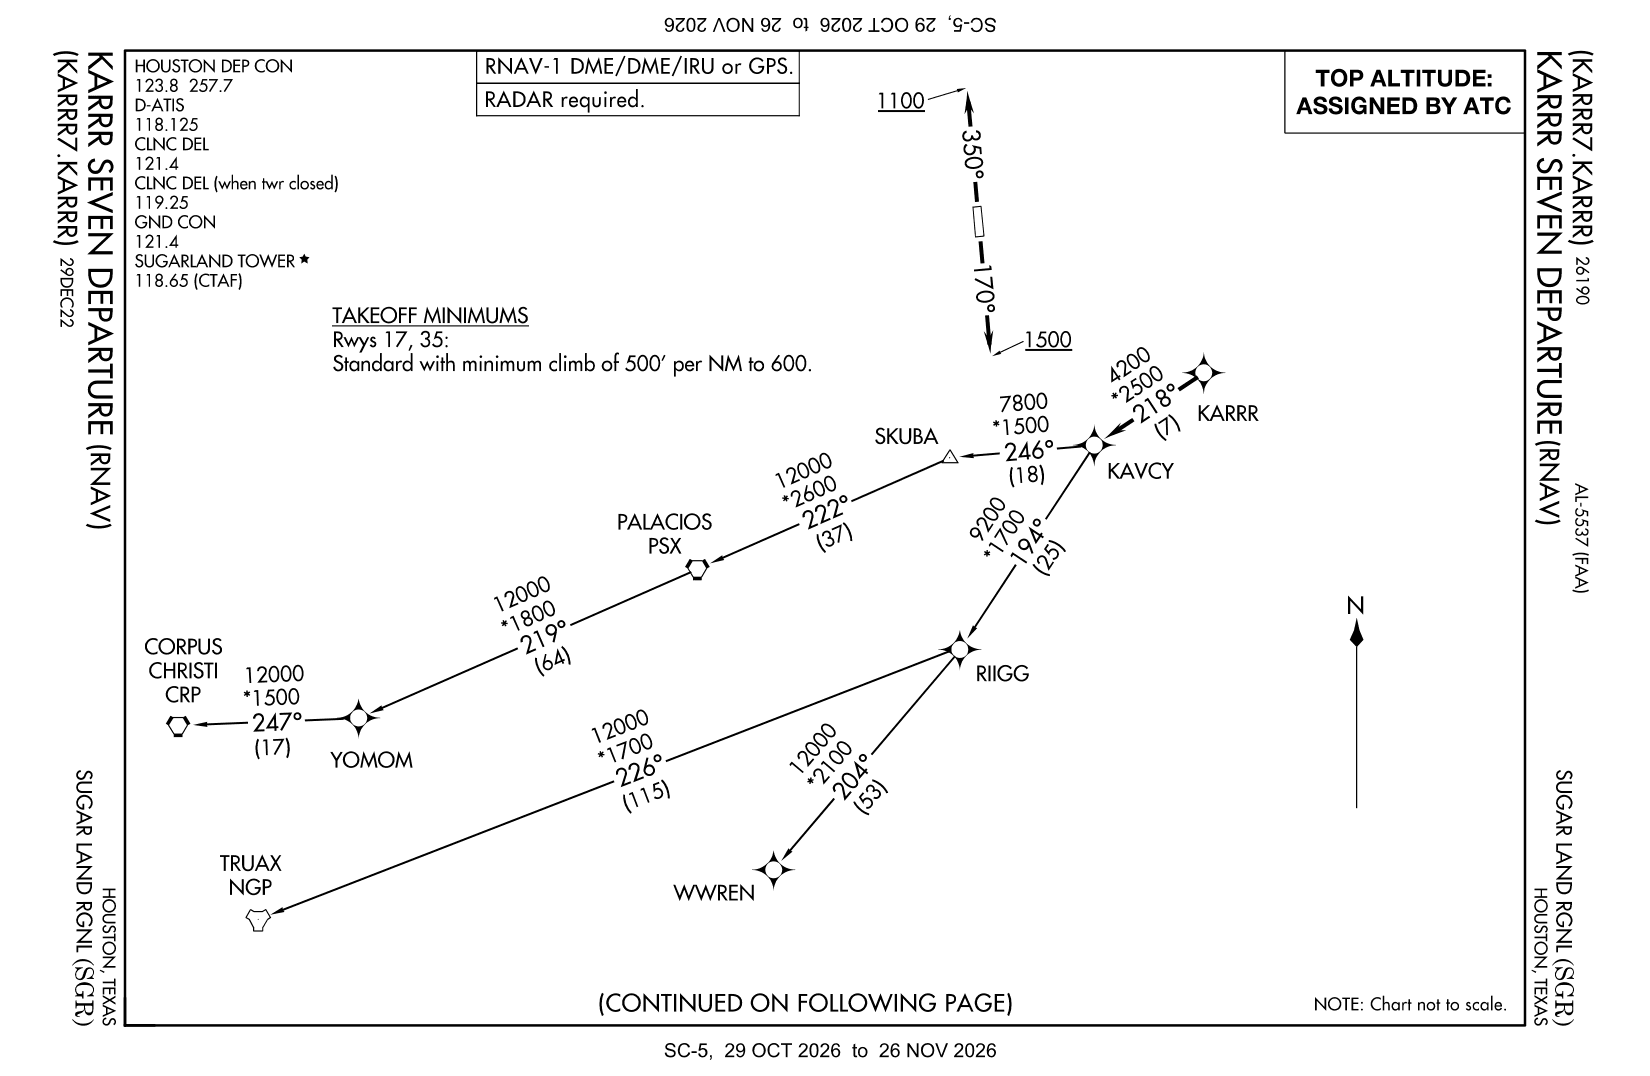 SC-5, 29 OCT 2026 to 26 NOV 2026
(KARRR7.KARRR) 29DEC22
KARRR SEVEN DEPARTURE (RNAV)
SUGAR LAND RGNL (SGR)
HOUSTON, TEXAS
HOUSTON DEP CON
123.8 257.7
D-ATIS
118.125
CLNC DEL
121.4
CLNC DEL (when twr closed)
119.25
GND CON
121.4
SUGARLAND TOWER ★
118.65 (CTAF)
RNAV-1 DME/DME/IRU or GPS.
RADAR required.
TOP ALTITUDE:
ASSIGNED BY ATC
TAKEOFF MINIMUMS
Rwys 17, 35:
Standard with minimum climb of 500′ per NM to 600.
1100
350°
170°
1500
4200
*2500
218°
(7)
KARRR
KAVCY
7800
*1500
246°
(18)
SKUBA
12000
*2600
222°
(37)
PALACIOS
PSX
9200
*1700
194°
(25)
RIIGG
12000
*1800
219°
(64)
YOMOM
12000
*1500
247°
(17)
CORPUS
CHRISTI
CRP
12000
*1700
226°
(115)
TRUAX
NGP
12000
*2100
204°
(53)
WWREN
N
(CONTINUED ON FOLLOWING PAGE)
NOTE: Chart not to scale.
(KARRR7.KARRR) 26190
KARRR SEVEN DEPARTURE (RNAV)
AL-5537 (FAA)
SUGAR LAND RGNL (SGR)
HOUSTON, TEXAS
SC-5, 29 OCT 2026 to 26 NOV 2026